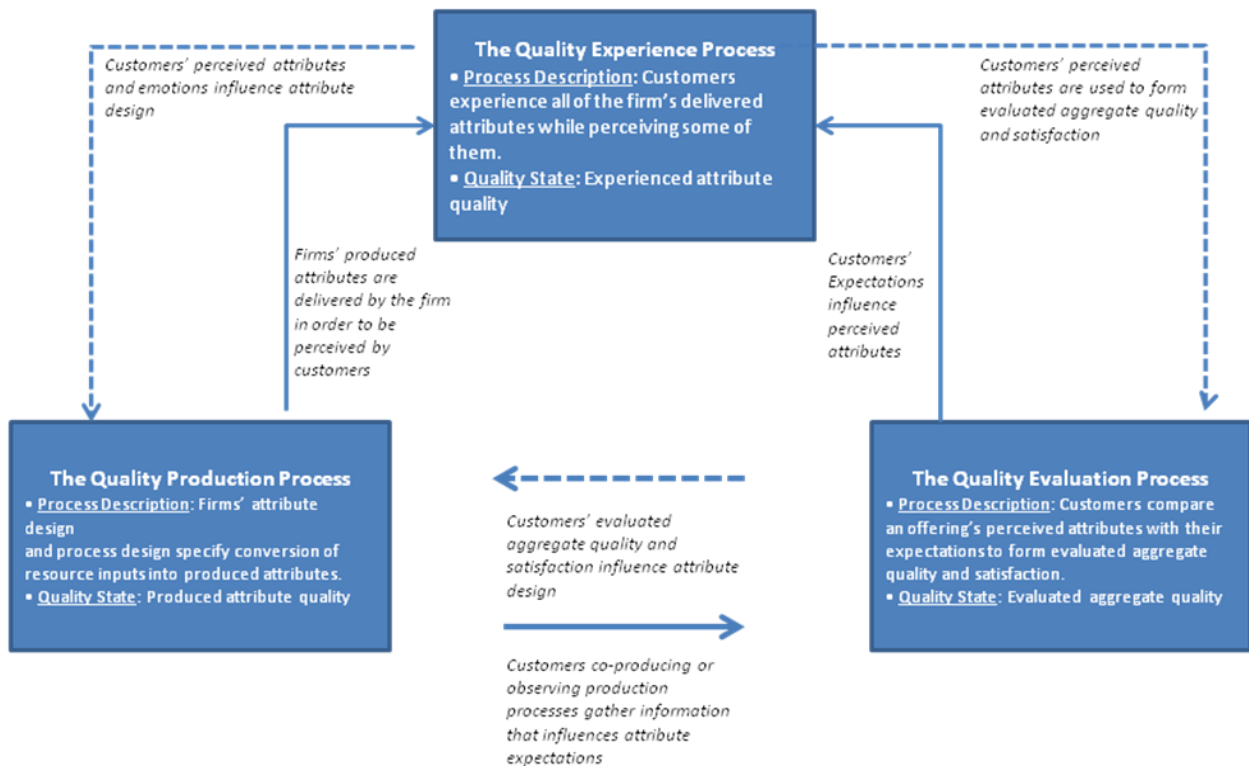 The Quality Experience Process
• Process Description: Customers
experience all of the firm's delivered
attributes while perceiving some of
them.
• Quality State: Experienced attribute
quality
Customers' perceived attributes
and emotions influence attribute
design
Customers' perceived
attributes are used to form
evaluated aggregate quality
and satisfaction
Firms' produced
attributes are
delivered by the firm
in order to be
perceived by
customers
Customers'
Expectations
influence
perceived
attributes
The Quality Production Process
• Process Description: Firms' attribute
design
and process design specify conversion of
resource inputs into produced attributes.
• Quality State: Produced attribute quality
Customers' evaluated
aggregate quality and
satisfaction influence attribute
design
Customers co-producing or
observing production
processes gather information
that influences attribute
expectations
The Quality Evaluation Process
• Process Description: Customers compare
an offering's perceived attributes with their
expectations to form evaluated aggregate
quality and satisfaction.
• Quality State: Evaluated aggregate quality